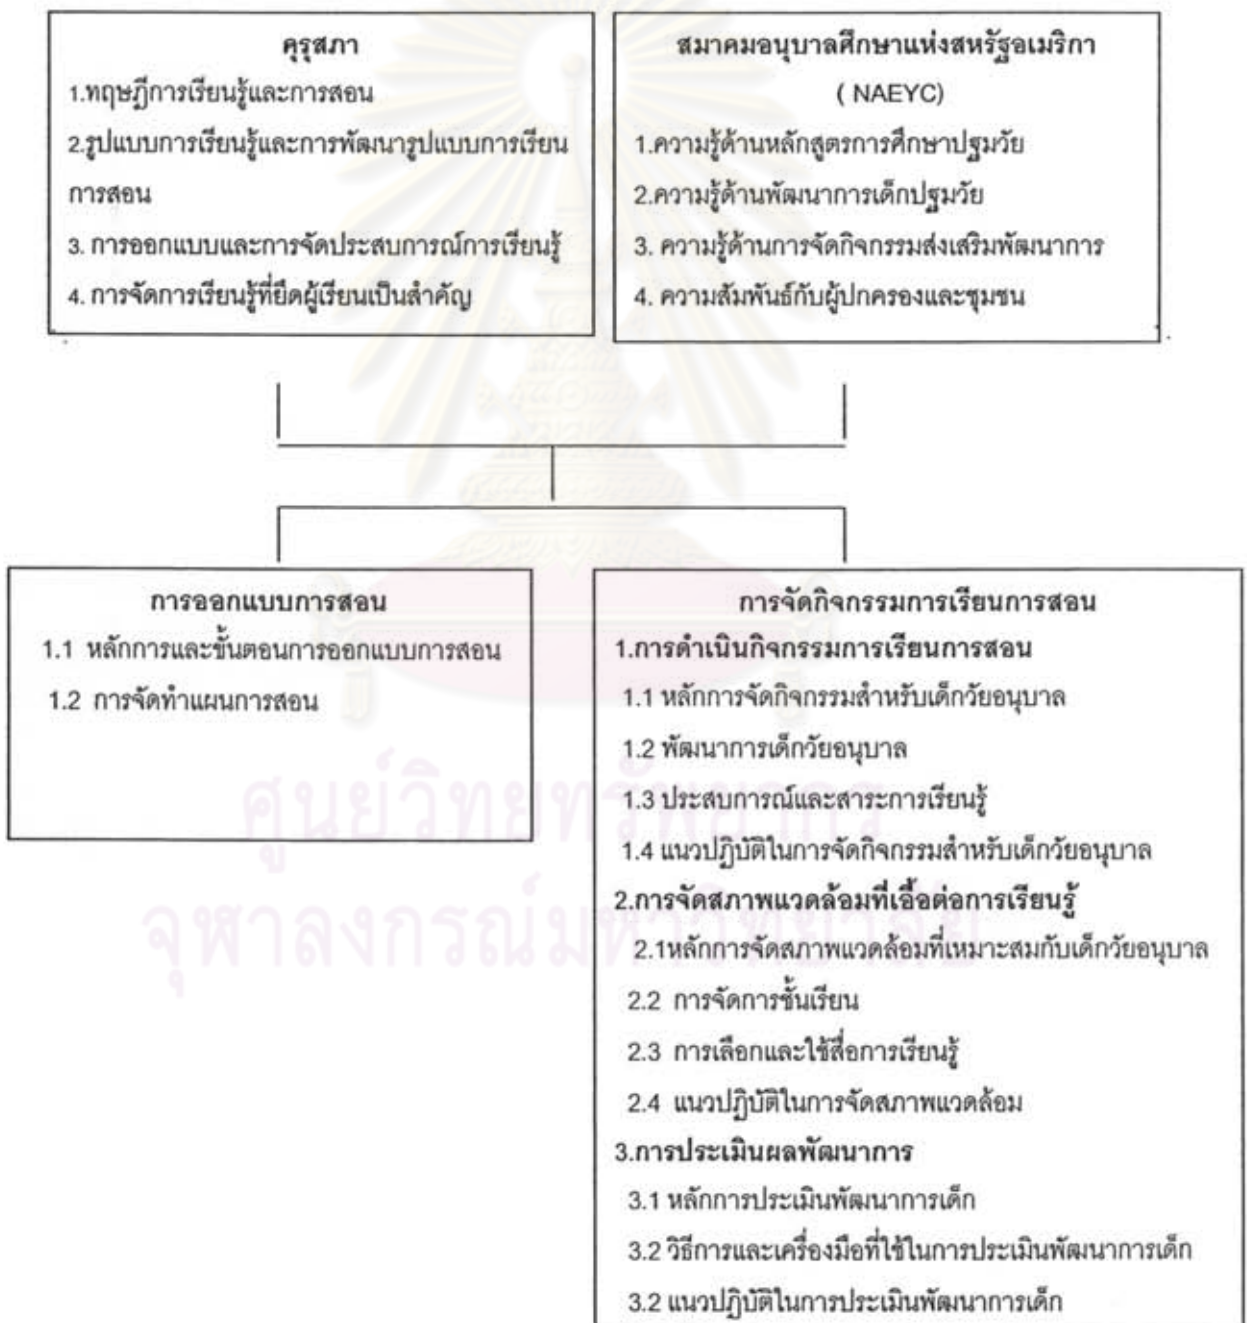 คุรุสภา
1.ทฤษฎีการเรียนรู้และการสอน
2.รูปแบบการเรียนรู้และการพัฒนารูปแบบการเรียน
การสอน
3. การออกแบบและการจัดประสบการณ์การเรียนรู้
4. การจัดการเรียนรู้ที่ยึดผู้เรียนเป็นสำคัญ
สมาคมอนุบาลศึกษาแห่งสหรัฐอเมริกา
( NAEYC)
1.ความรู้ด้านหลักสูตรการศึกษาปฐมวัย
2.ความรู้ด้านพัฒนาการเด็กปฐมวัย
3. ความรู้ด้านการจัดกิจกรรมส่งเสริมพัฒนาการ
4. ความสัมพันธ์กับผู้ปกครองและชุมชน
การออกแบบการสอน
1.1 หลักการและขั้นตอนการออกแบบการสอน
1.2 การจัดทำแผนการสอน
การจัดกิจกรรมการเรียนการสอน
1.การดำเนินกิจกรรมการเรียนการสอน
1.1 หลักการจัดกิจกรรมสำหรับเด็กวัยอนุบาล
1.2 พัฒนาการเด็กวัยอนุบาล
1.3 ประสบการณ์และสาระการเรียนรู้
1.4 แนวปฏิบัติในการจัดกิจกรรมสำหรับเด็กวัยอนุบาล
2.การจัดสภาพแวดล้อมที่เอื้อต่อการเรียนรู้
2.1หลักการจัดสภาพแวดล้อมที่เหมาะสมกับเด็กวัยอนุบาล
2.2 การจัดการชั้นเรียน
2.3 การเลือกและใช้สื่อการเรียนรู้
2.4 แนวปฏิบัติในการจัดสภาพแวดล้อม
3.การประเมินผลพัฒนาการ
3.1 หลักการประเมินพัฒนาการเด็ก
3.2 วิธีการและเครื่องมือที่ใช้ในการประเมินพัฒนาการเด็ก
3.2 แนวปฏิบัติในการประเมินพัฒนาการเด็ก
ศูนย์วิทยทรัพยากร
จุฬาลงกรณ์มหาวิทยาลัย